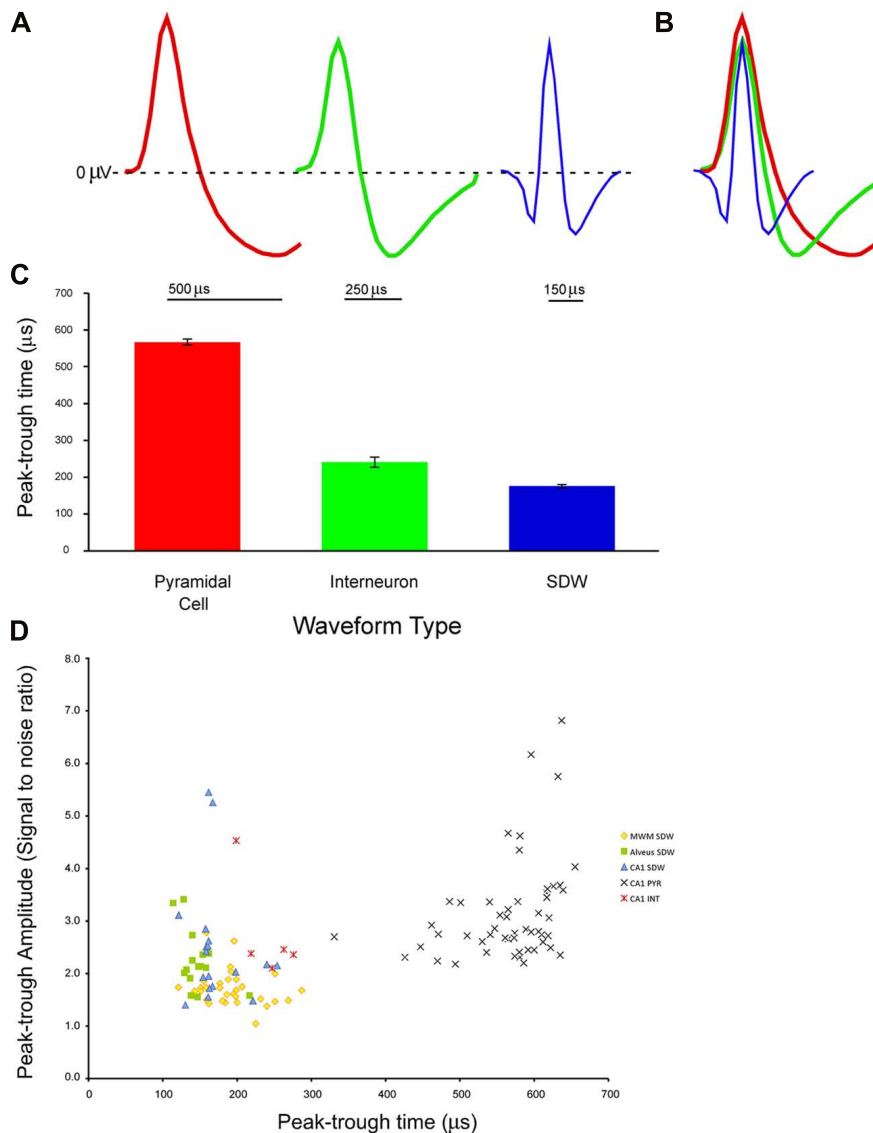 A
B
0 µV
C
500 µs
250 µs
150 µs
700
600
500
400
300
200
100
0
Peak-trough time (µs)
Pyramidal
Cell
Interneuron
SDW
Waveform Type
D
8.0
7.0
6.0
5.0
4.0
3.0
2.0
1.0
0.0
Peak-trough Amplitude (Signal to noise ratio)
MWM SDW
Alveus SDW
CA1 SDW
CA1 PYR
CA1 INT
0
100
200
300
400
500
600
700
Peak-trough time (µs)